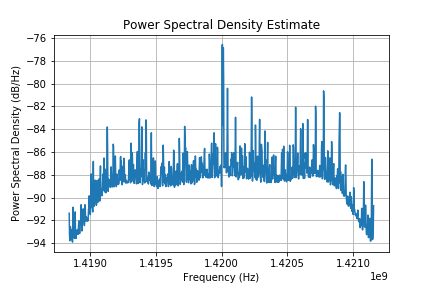 Power Spectral Density Estimate
Power Spectral Density (dB/Hz)
−76
−78
−80
−82
−84
−86
−88
−90
−92
−94
1.4190 1.4195 1.4200 1.4205 1.4210
Frequency (Hz)
1e9